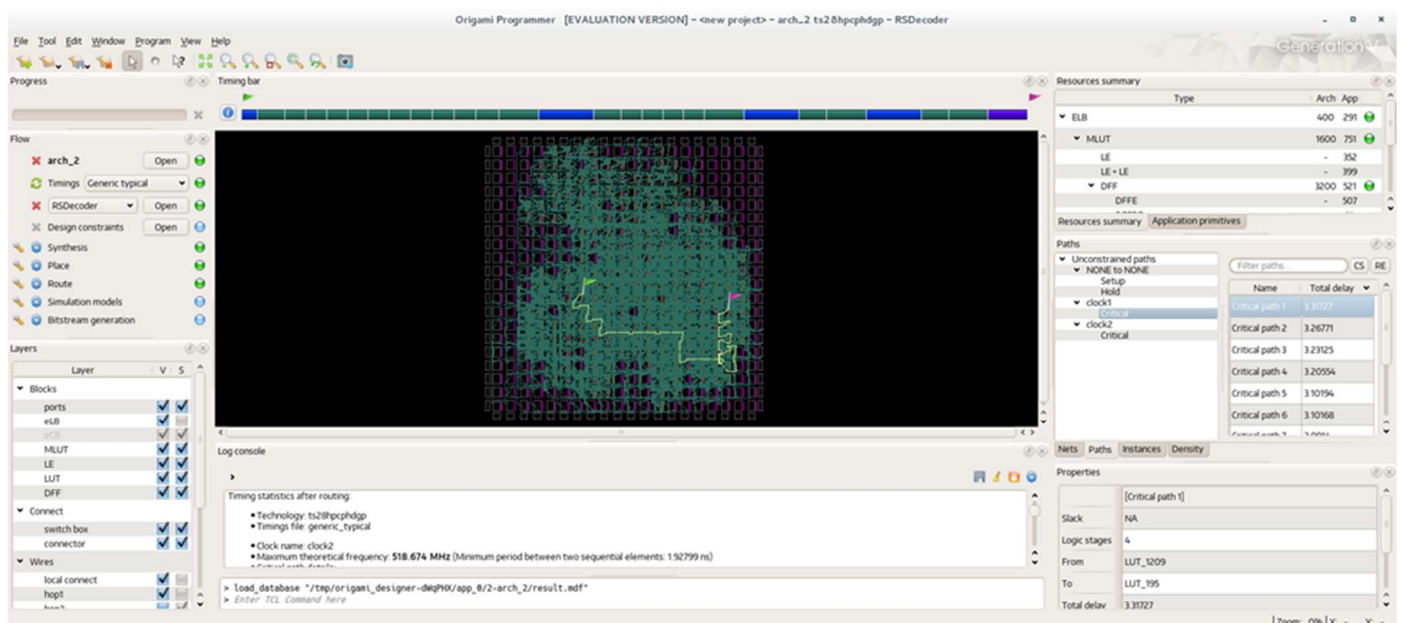 Origami Programmer [EVALUATION VERSION] – <new project> – arch_2 ts28hpcphdgp – RSDecoder
File Tool Edit Window Program View Help
Generation V
Progress
Timing bar
Resources summary
Type Arch App
ELB 400 291
MLUT 1600 751
LE - 352
LE + LE - 399
DFF 3200 521
DFFE - 507
Resources summary Application primitives
Flow
arch_2 Open
Timings Generic typical
RSDecoder Open
Design constraints Open
Synthesis
Place
Route
Simulation models
Bitstream generation
Paths
Unconstrained paths
NONE to NONE
Setup
Hold
clock1
Critical
clock2
Critical
Filter paths... CS RE
Name Total delay
Critical path 1 3.31727
Critical path 2 3.26771
Critical path 3 3.23125
Critical path 4 3.20554
Critical path 5 3.10194
Critical path 6 3.10168
Nets Paths Instances Density
Layers
Layer V S
Blocks
ports
eLB
eCB
MLUT
LE
LUT
DFF
Connect
switch box
connector
Wires
local connect
hop1
hop2
Log console
Timing statistics after routing:
• Technology: ts28hpcphdgp
• Timings file: generic_typical
• Clock name: clock2
• Maximum theoretical frequency: 518.674 MHz (Minimum period between two sequential elements: 1.92799 ns)
> load_database "/tmp/origami_designer-dWqPHX/app_0/2-arch_2/result.mdf"
> Enter TCL Command here
Properties
[Critical path 1]
Slack NA
Logic stages 4
From LUT_1209
To LUT_195
Total delay 3.31727
Zoom: 0% X: - Y: -